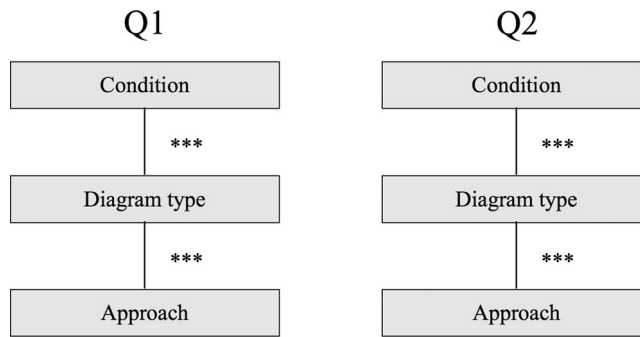 Q1
Condition
***
Diagram type
***
Approach
Q2
Condition
***
Diagram type
***
Approach